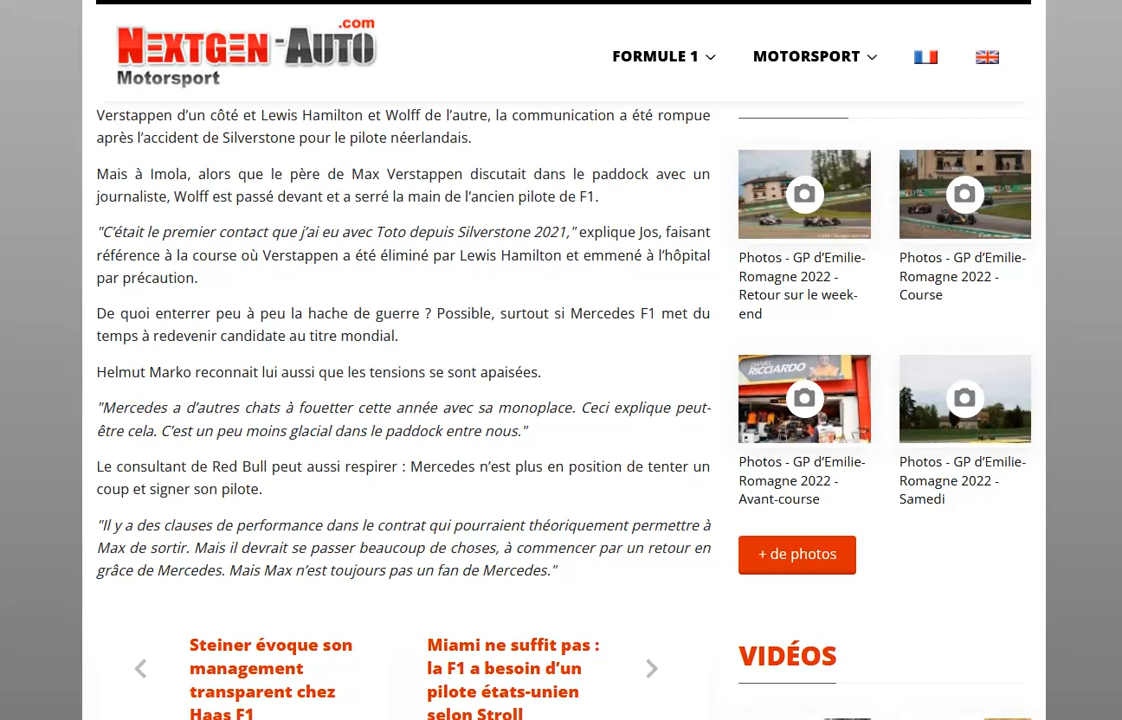 NEXTGEN-AUTO.com
Motorsport
FORMULE 1
MOTORSPORT
Verstappen d’un côté et Lewis Hamilton et Wolff de l’autre, la communication a été rompue
après l’accident de Silverstone pour le pilote néerlandais.
Mais à Imola, alors que le père de Max Verstappen discutait dans le paddock avec un
journaliste, Wolff est passé devant et a serré la main de l’ancien pilote de F1.
"C’était le premier contact que j’ai eu avec Toto depuis Silverstone 2021," explique Jos, faisant
référence à la course où Verstappen a été éliminé par Lewis Hamilton et emmené à l’hôpital
par précaution.
De quoi enterrer peu à peu la hache de guerre ? Possible, surtout si Mercedes F1 met du
temps à redevenir candidate au titre mondial.
Helmut Marko reconnait lui aussi que les tensions se sont apaisées.
"Mercedes a d’autres chats à fouetter cette année avec sa monoplace. Ceci explique peut-
être cela. C’est un peu moins glacial dans le paddock entre nous."
Le consultant de Red Bull peut aussi respirer : Mercedes n’est plus en position de tenter un
coup et signer son pilote.
"Il y a des clauses de performance dans le contrat qui pourraient théoriquement permettre à
Max de sortir. Mais il devrait se passer beaucoup de choses, à commencer par un retour en
grâce de Mercedes. Mais Max n’est toujours pas un fan de Mercedes."
Steiner évoque son
management
transparent chez
Haas F1
Miami ne suffit pas :
la F1 a besoin d’un
pilote états-unien
selon Stroll
Photos - GP d’Emilie-
Romagne 2022 -
Retour sur le week-
end
Photos - GP d’Emilie-
Romagne 2022 -
Course
RICCIARDO
Photos - GP d’Emilie-
Romagne 2022 -
Avant-course
Photos - GP d’Emilie-
Romagne 2022 -
Samedi
+ de photos
VIDÉOS